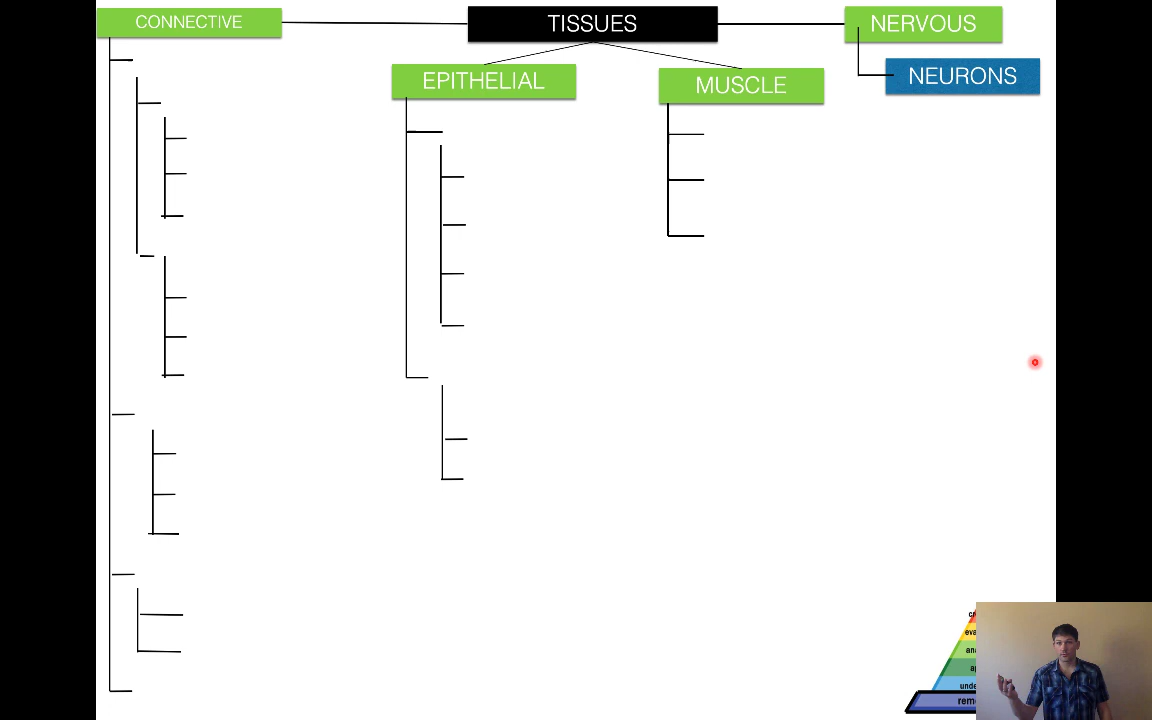 CONNECTIVE
TISSUES
NERVOUS
EPITHELIAL
MUSCLE
NEURONS